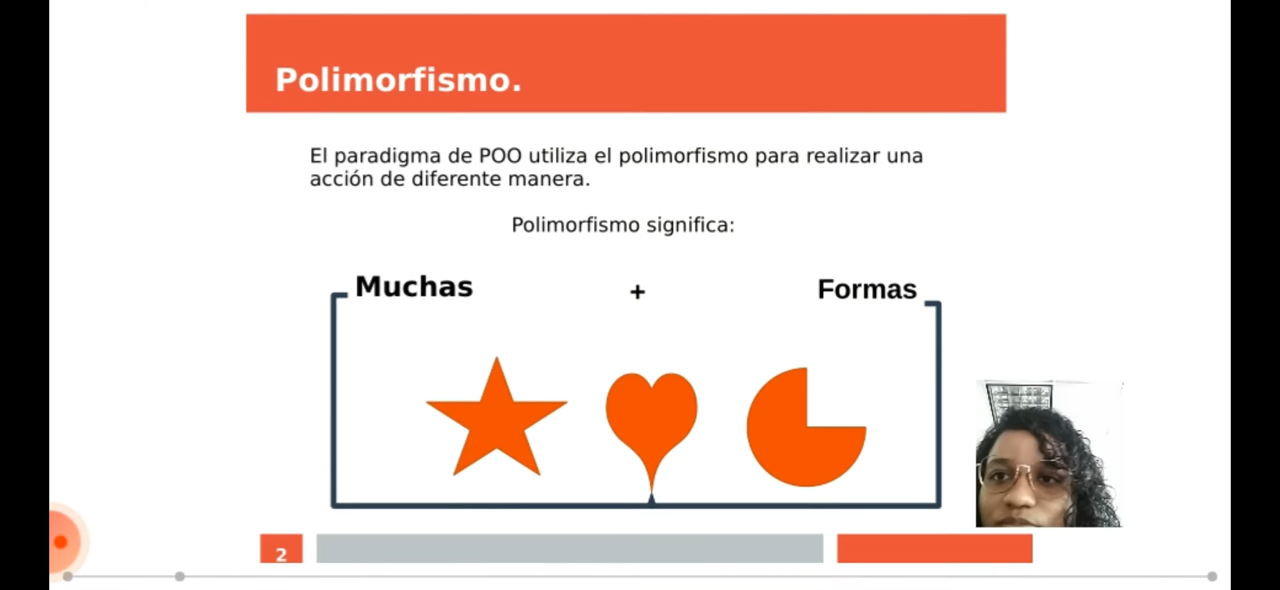 Polimorfismo.
El paradigma de POO utiliza el polimorfismo para realizar una
acción de diferente manera.
Polimorfismo significa:
Muchas + Formas
2